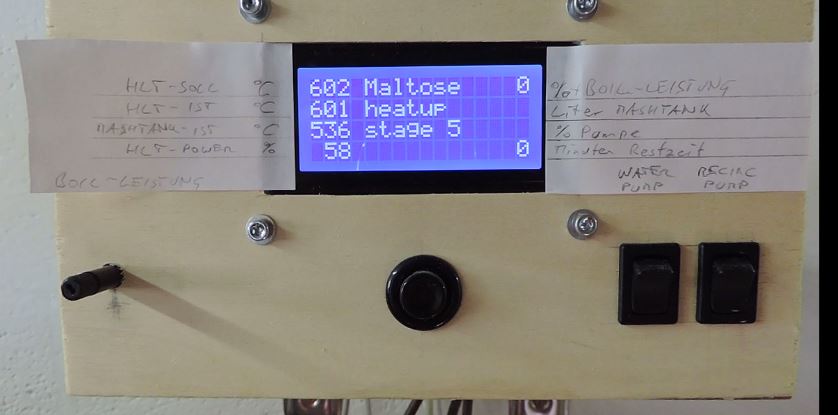 HLT-SOLL °C
HLT-IST °C
MASHTANK-IST °C
HLT-POWER %
BOIL-LEISTUNG
602 Maltose 0
601 heatup
536 stage 5
58 0
% BOIL-LEISTUNG
Liter MASHTANK
% Pumpe
Minuten Restzeit
WATER PUMP
RECIRC PUMP